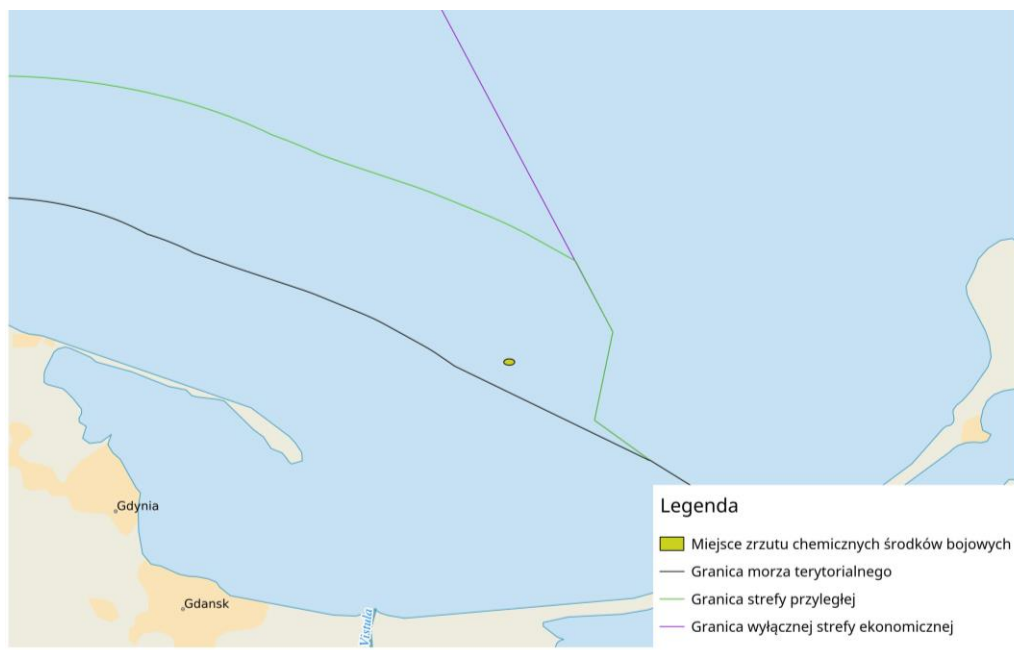 Gdynia
Gdansk
Vistula
Legenda
Miejsce zrzutu chemicznych środków bojowych
Granica morza terytorialnego
Granica strefy przyległej
Granica wyłącznej strefy ekonomicznej